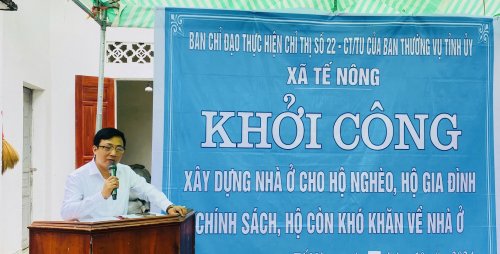 BAN CHỈ ĐẠO THỰC HIỆN CHỈ THỊ SỐ 22 - CT/TU CỦA BAN THƯỜNG VỤ TỈNH ỦY
XÃ TẾ NÔNG
KHỞI CÔNG
XÂY DỰNG NHÀ Ở CHO HỘ NGHÈO, HỘ GIA ĐÌNH
CHÍNH SÁCH, HỘ CÒN KHÓ KHĂN VỀ NHÀ Ở